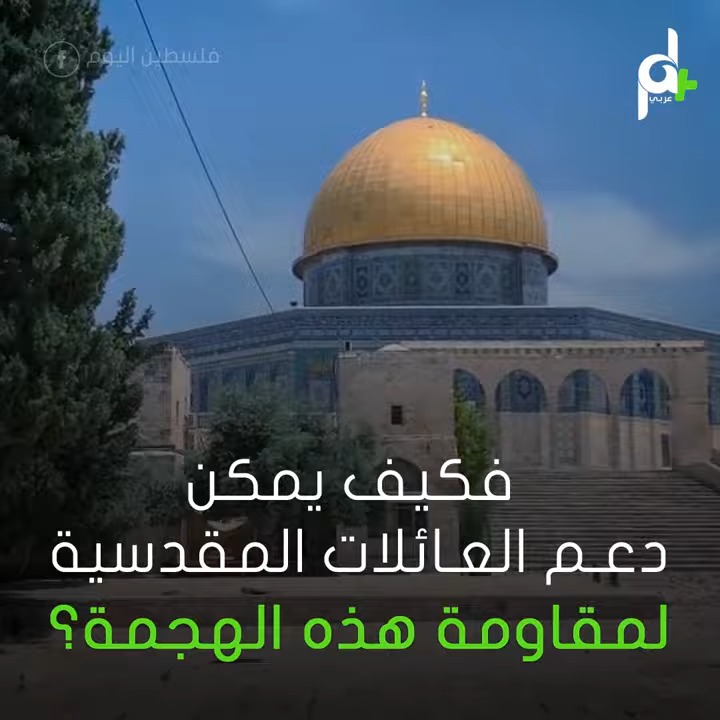 فلسطين اليوم
عربي
فكيف يمكن
دعم العائلات المقدسية
لمقاومة هذه الهجمة؟